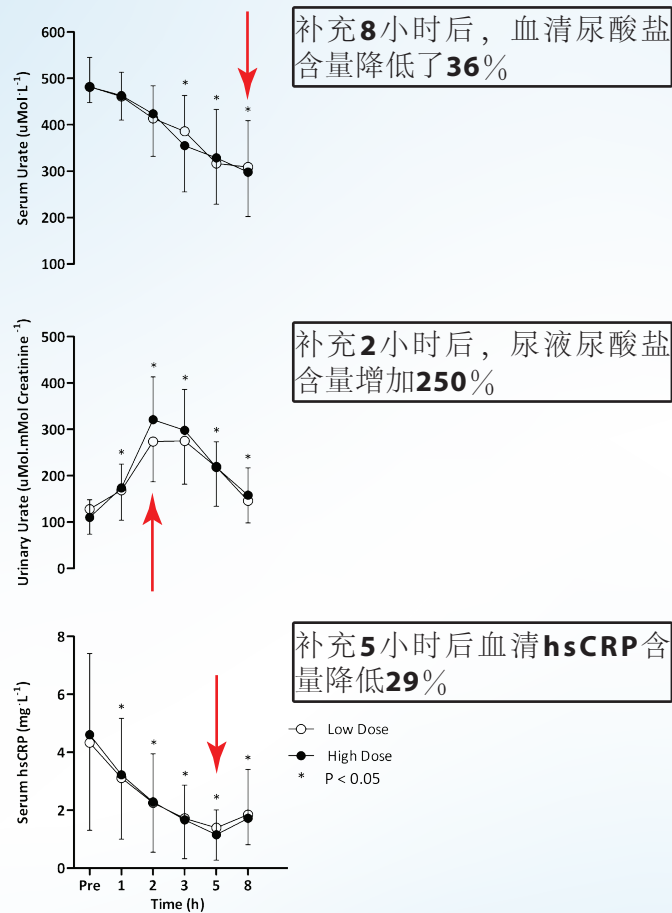 补充8小时后，血清尿酸盐
含量降低了36％
600
500
400
300
200
100
Serum Urate (uMol·L⁻¹)
*
*
*
补充2小时后，尿液尿酸盐
含量增加250％
500
400
300
200
100
0
Urinary Urate (uMol.mMol Creatinine⁻¹)
*
*
*
*
*
补充5小时后血清hsCRP含
量降低29％
8
6
4
2
0
Serum hsCRP (mg·L⁻¹)
*
*
*
*
*
Low Dose
High Dose
* P < 0.05
Pre 1 2 3 5 8
Time (h)